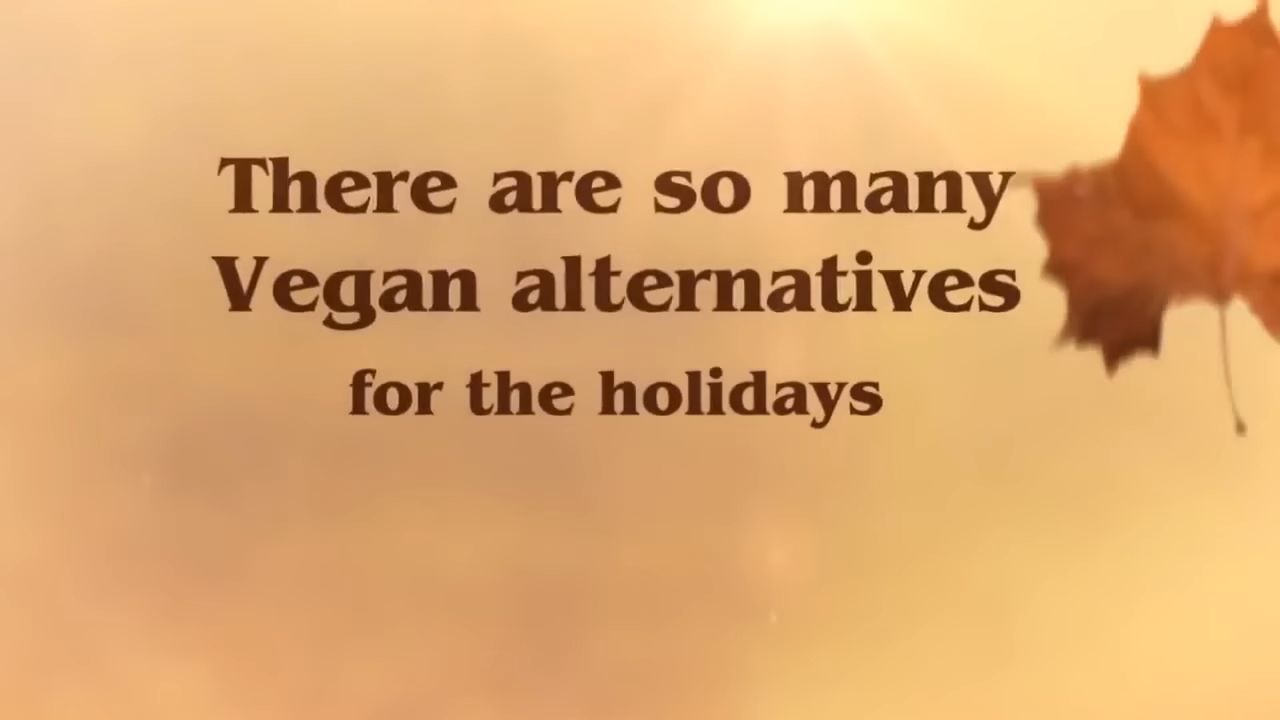 There are so many
Vegan alternatives
for the holidays